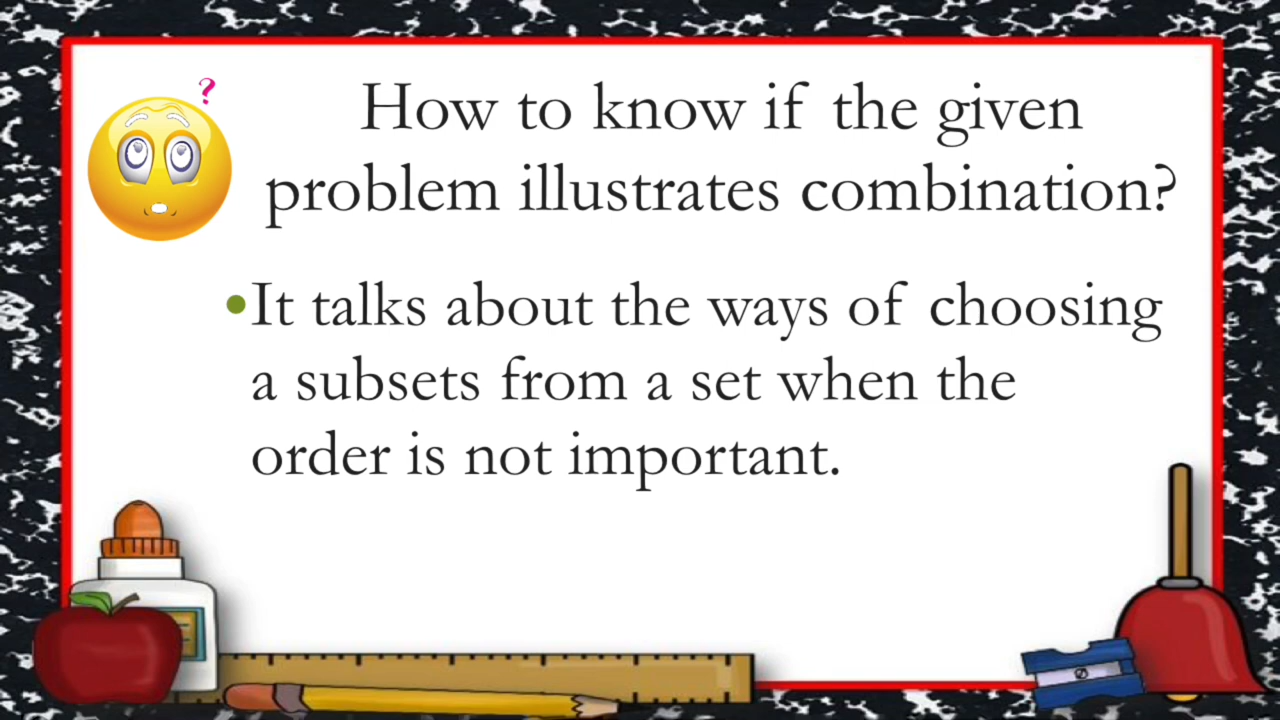 ?
How to know if the given
problem illustrates combination?
•It talks about the ways of choosing
a subsets from a set when the
order is not important.